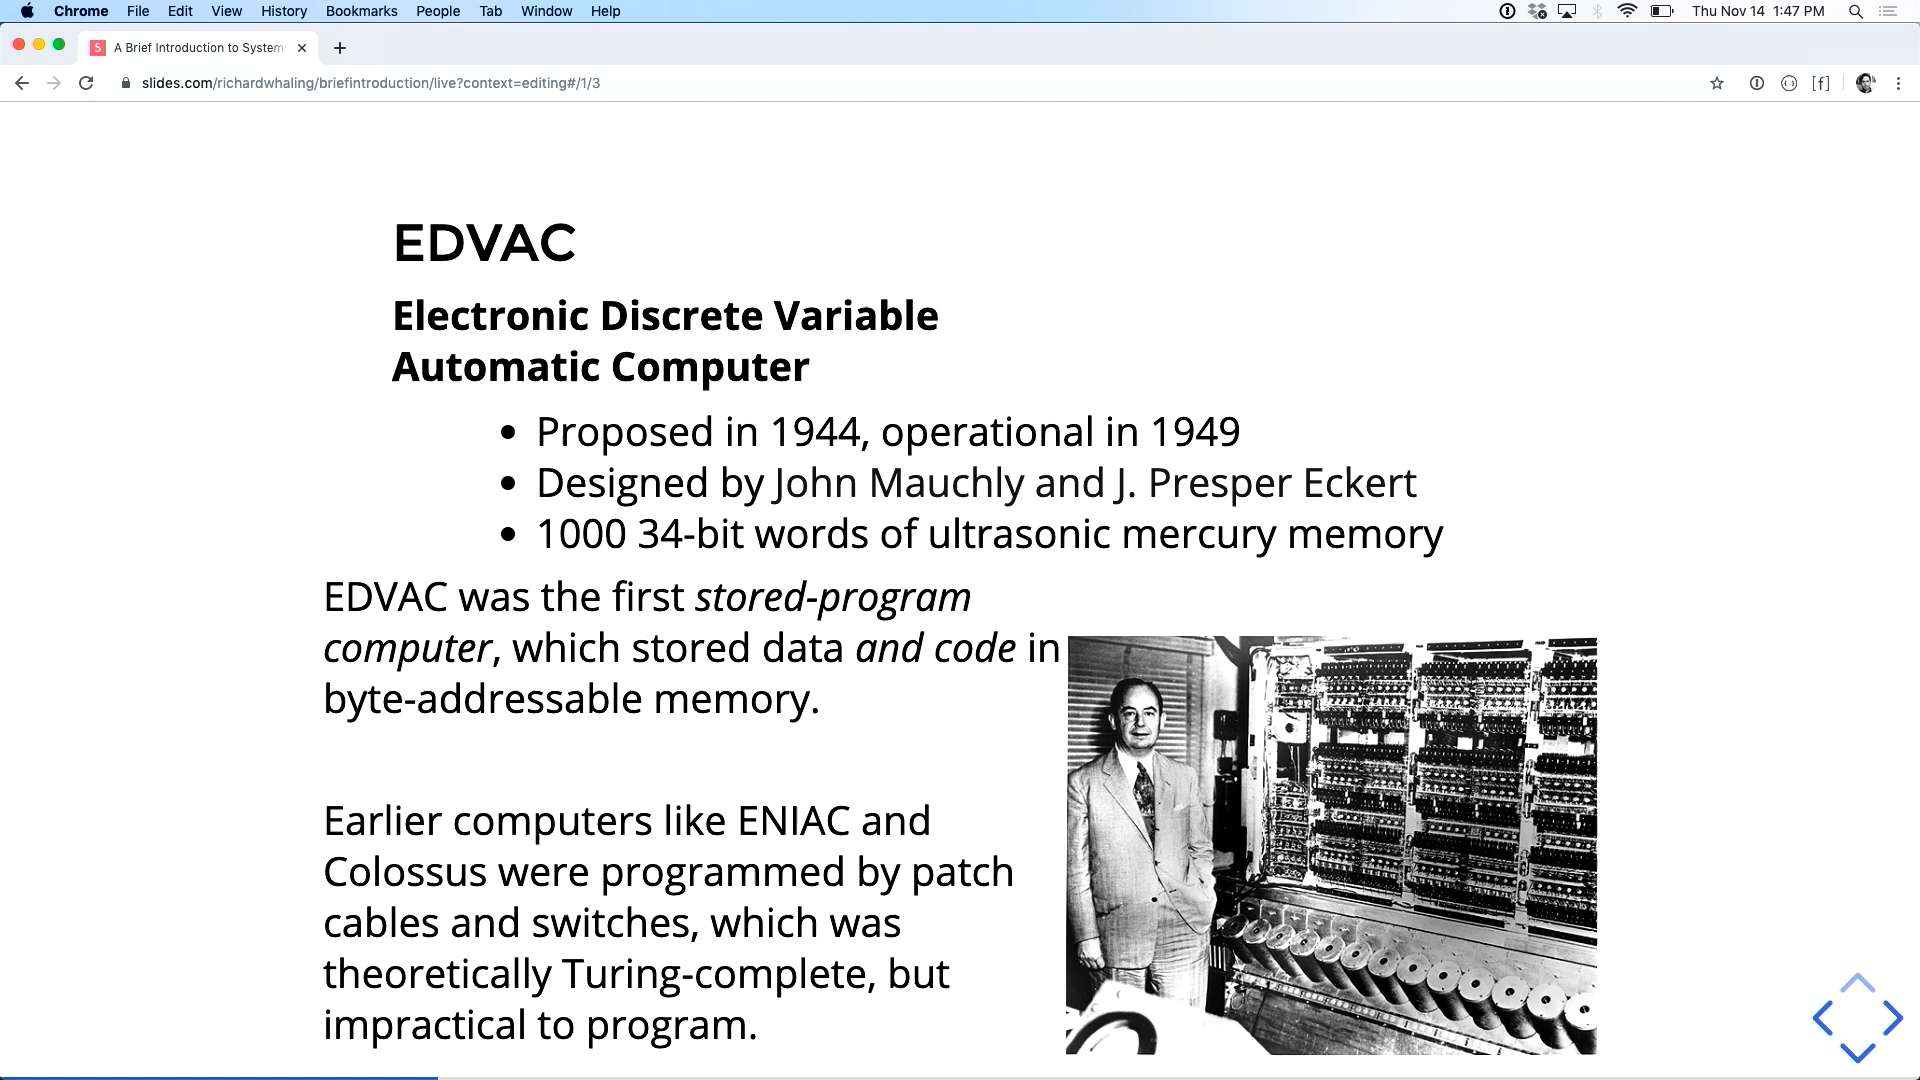 Chrome File Edit View History Bookmarks People Tab Window Help Thu Nov 14 1:47 PM
S A Brief Introduction to System
slides.com/richardwhaling/briefintroduction/live?context=editing#/1/3 [f]
EDVAC
Electronic Discrete Variable
Automatic Computer
• Proposed in 1944, operational in 1949
• Designed by John Mauchly and J. Presper Eckert
• 1000 34-bit words of ultrasonic mercury memory
EDVAC was the first stored-program
computer, which stored data and code in
byte-addressable memory.
Earlier computers like ENIAC and
Colossus were programmed by patch
cables and switches, which was
theoretically Turing-complete, but
impractical to program.